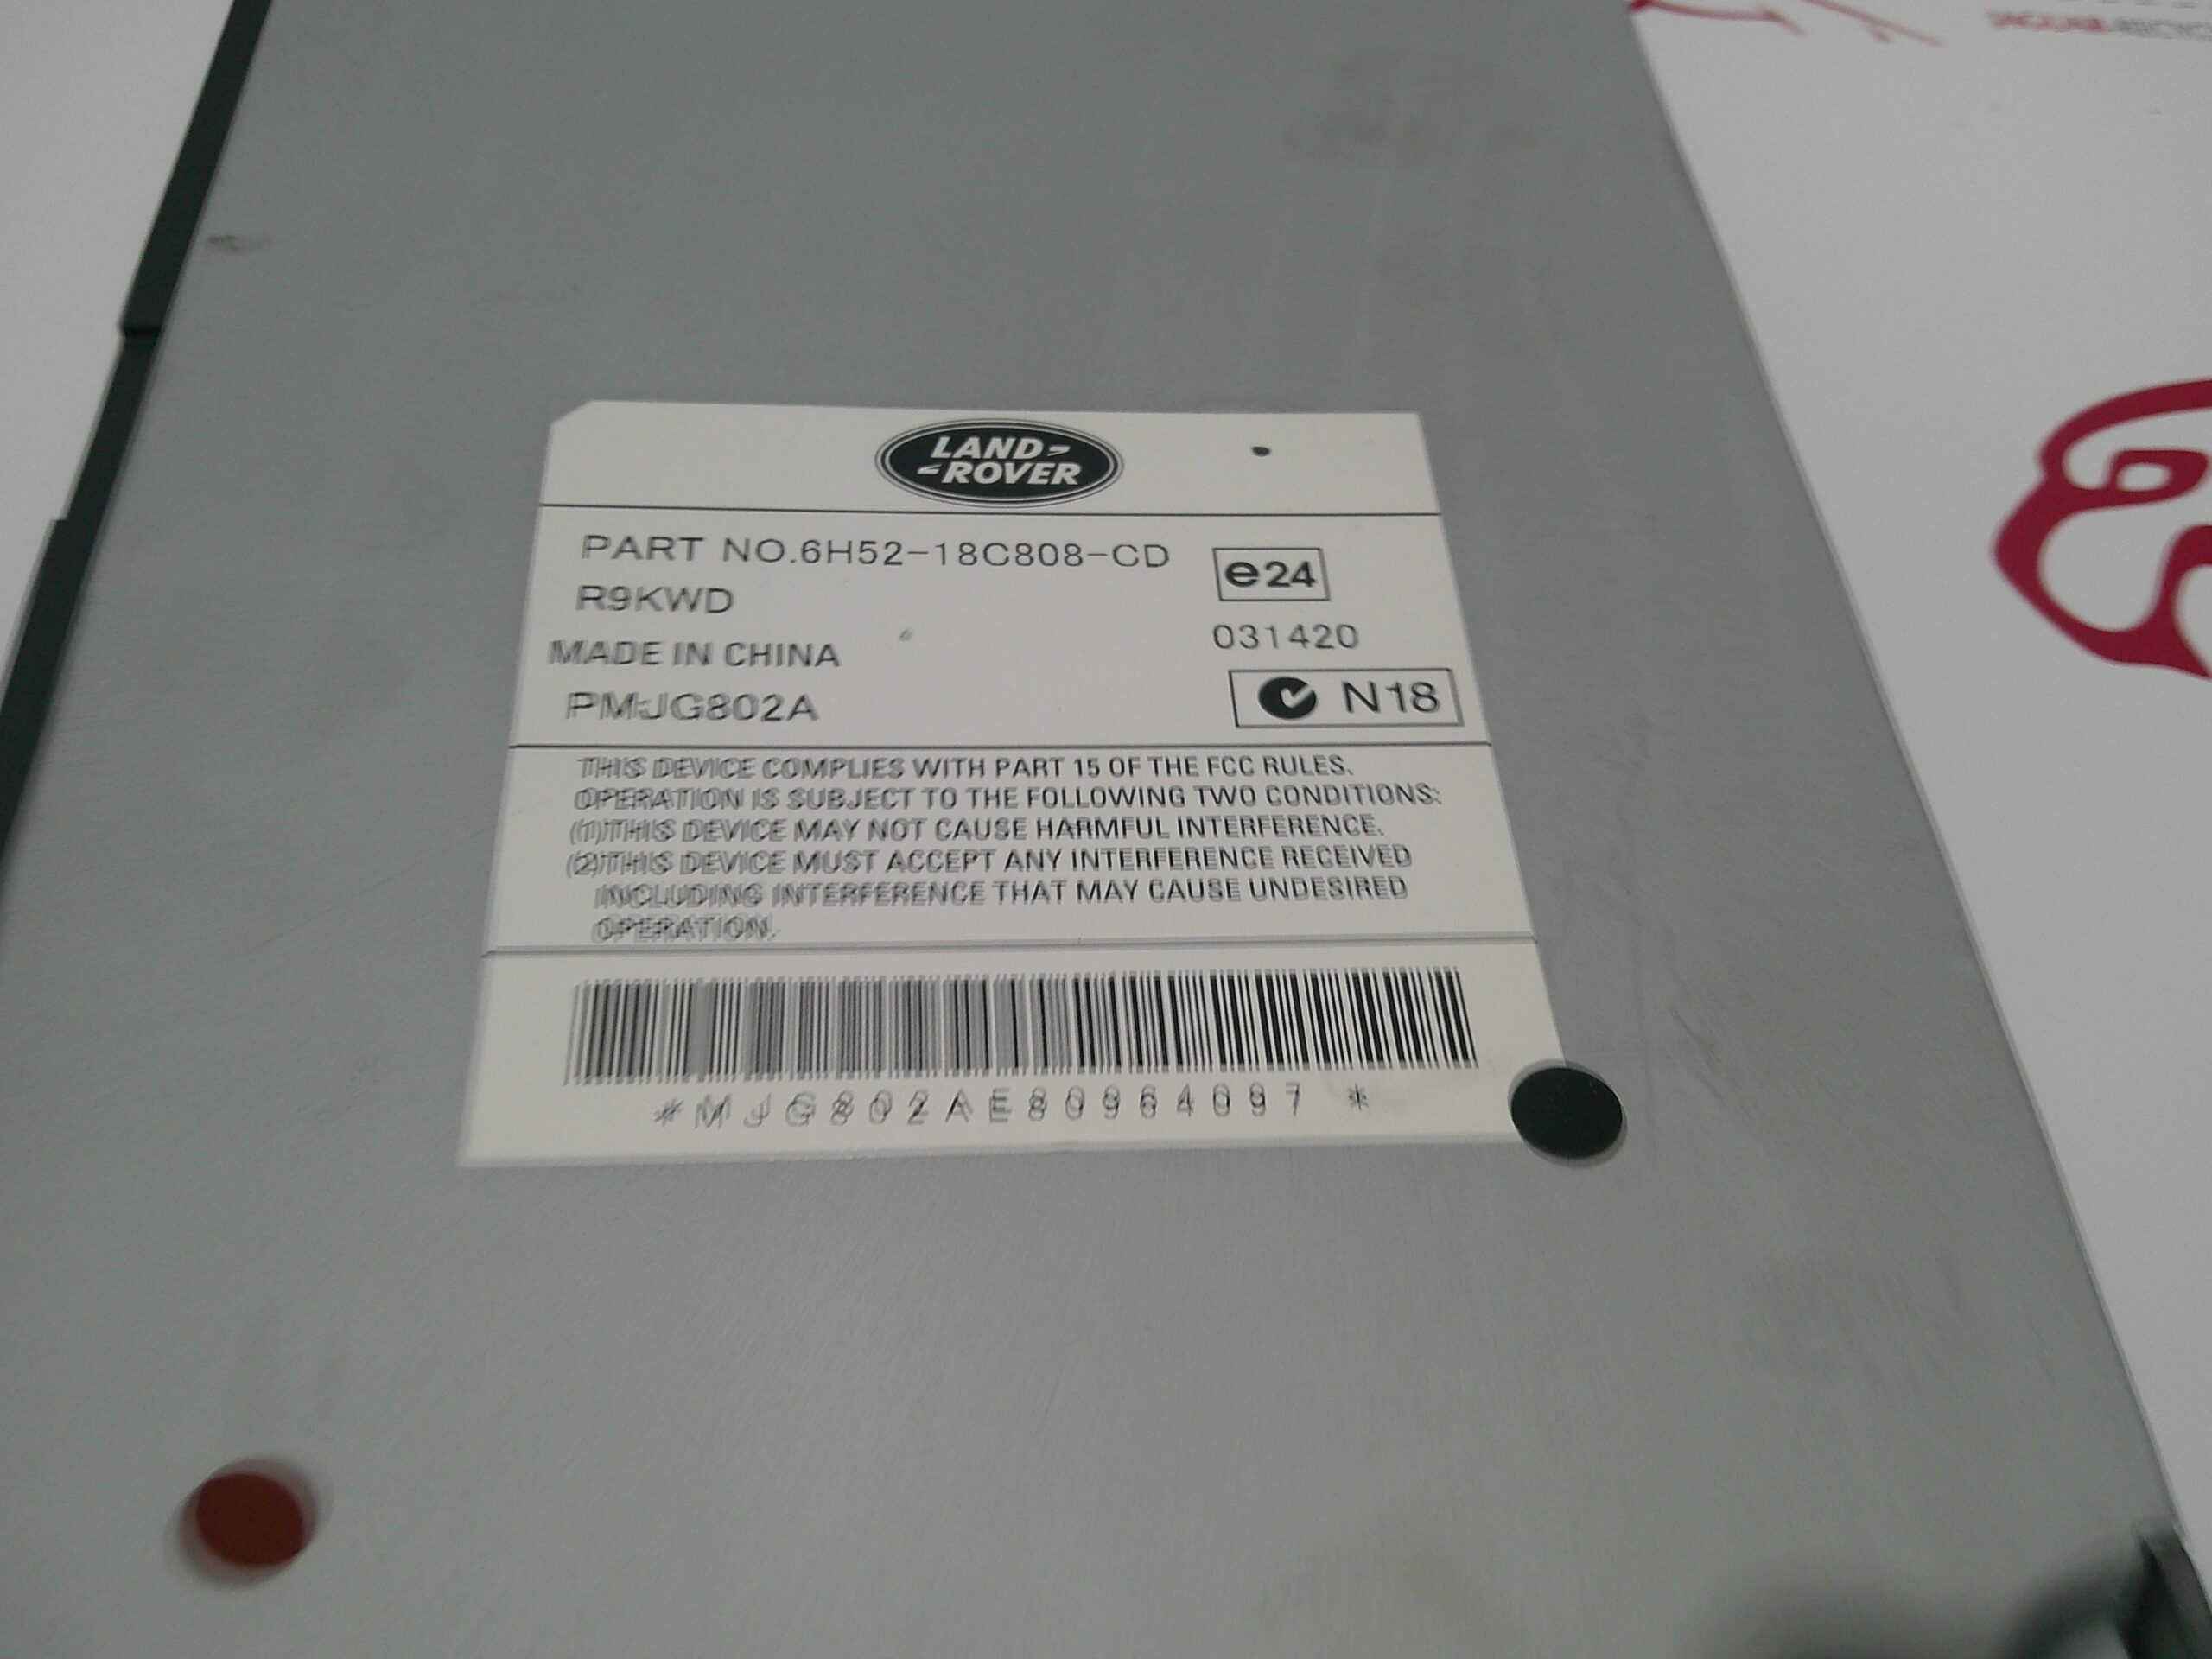 JAGUAR RECYC
LAND
ROVER
PART NO.6H52-18C808-CD
e24
R9KWD
031420
MADE IN CHINA
N18
PMJG802A
THIS DEVICE COMPLIES WITH PART 15 OF THE FCC RULES.
OPERATION IS SUBJECT TO THE FOLLOWING TWO CONDITIONS:
(1)THIS DEVICE MAY NOT CAUSE HARMFUL INTERFERENCE.
(2)THIS DEVICE MUST ACCEPT ANY INTERFERENCE RECEIVED
INCLUDING INTERFERENCE THAT MAY CAUSE UNDESIRED
OPERATION.
*MJG802AE80964097*